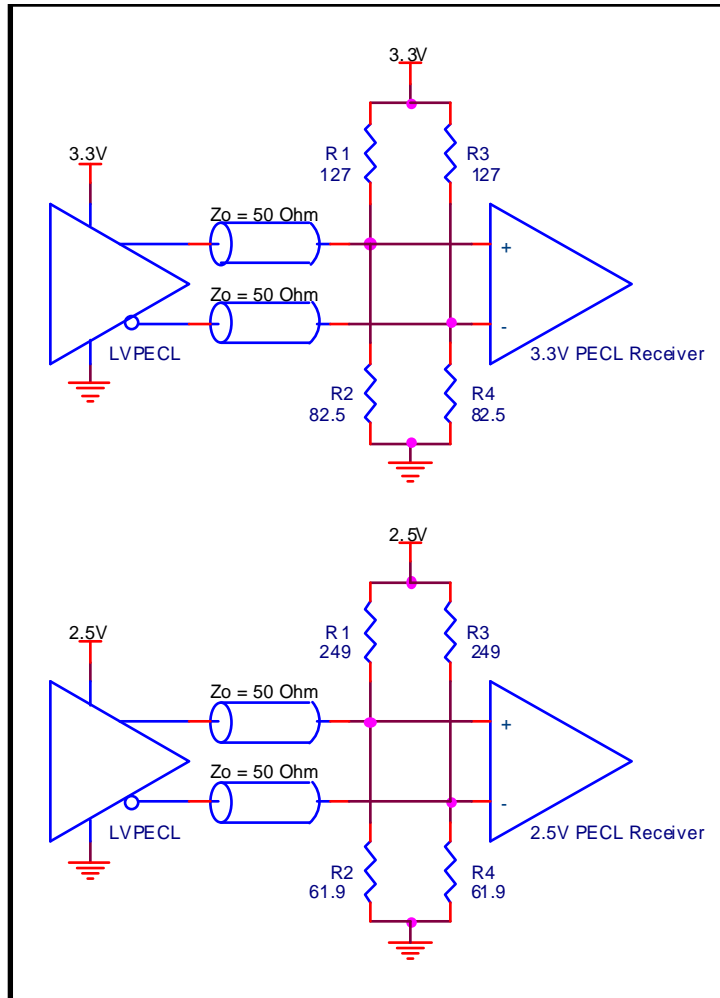 3.3V
3.3V
R1
127
R3
127
Zo = 50 Ohm
+
Zo = 50 Ohm
-
LVPECL
3.3V PECL Receiver
R2
82.5
R4
82.5
2.5V
2.5V
R1
249
R3
249
Zo = 50 Ohm
+
Zo = 50 Ohm
-
LVPECL
2.5V PECL Receiver
R2
61.9
R4
61.9